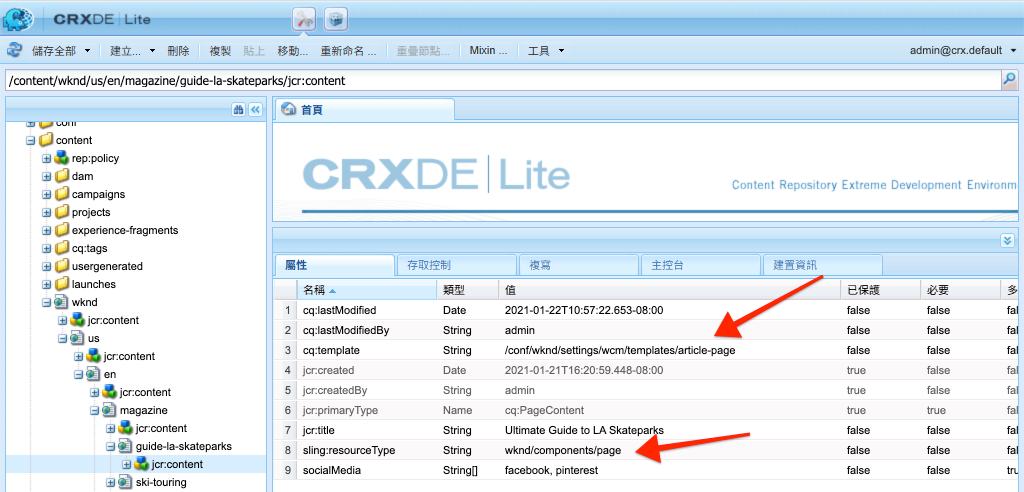 CRXDE | Lite
儲存全部 建立... 刪除 複製 貼上 移動... 重新命名 ... 重疊節點... Mixin ... 工具 admin@crx.default
/content/wknd/us/en/magazine/guide-la-skateparks/jcr:content
首頁
CRXDE | Lite
Content Repository Extreme Development Environm
conf
content
rep:policy
dam
campaigns
projects
experience-fragments
cq:tags
usergenerated
launches
wknd
jcr:content
us
jcr:content
en
jcr:content
magazine
jcr:content
guide-la-skateparks
jcr:content
ski-touring
屬性 存取控制 複寫 主控台 建置資訊
名稱 類型 值 已保護 必要 多
1 cq:lastModified Date 2021-01-22T10:57:22.653-08:00 false false fal
2 cq:lastModifiedBy String admin false false fal
3 cq:template String /conf/wknd/settings/wcm/templates/article-page false false fal
4 jcr:created Date 2021-01-21T16:20:59.448-08:00 true false fal
5 jcr:createdBy String admin true false fal
6 jcr:primaryType Name cq:PageContent true true fal
7 jcr:title String Ultimate Guide to LA Skateparks false false fal
8 sling:resourceType String wknd/components/page false false fal
9 socialMedia String[] facebook, pinterest false false tru